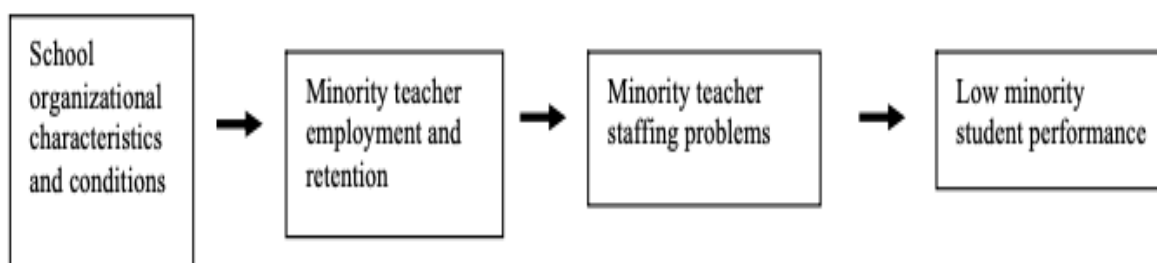 School
organizational
characteristics
and conditions
Minority teacher
employment and
retention
Minority teacher
staffing problems
Low minority
student performance